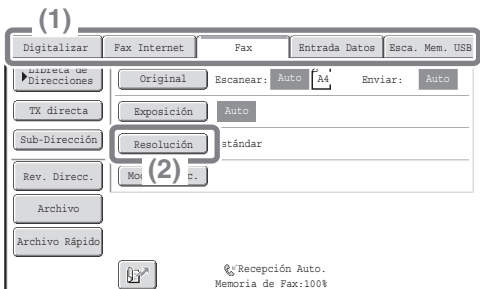 (1)
Digitalizar Fax Internet Fax Entrada Datos Esca. Mem. USB
Libreta de
Direcciones
Original Escanear: Auto A4 Enviar: Auto
TX directa Exposición Auto
Sub-Dirección Resolución stándar
(2)
Rev. Direcc. Mo c.
Archivo
Archivo Rápido
Recepción Auto.
Memoria de Fax:100%